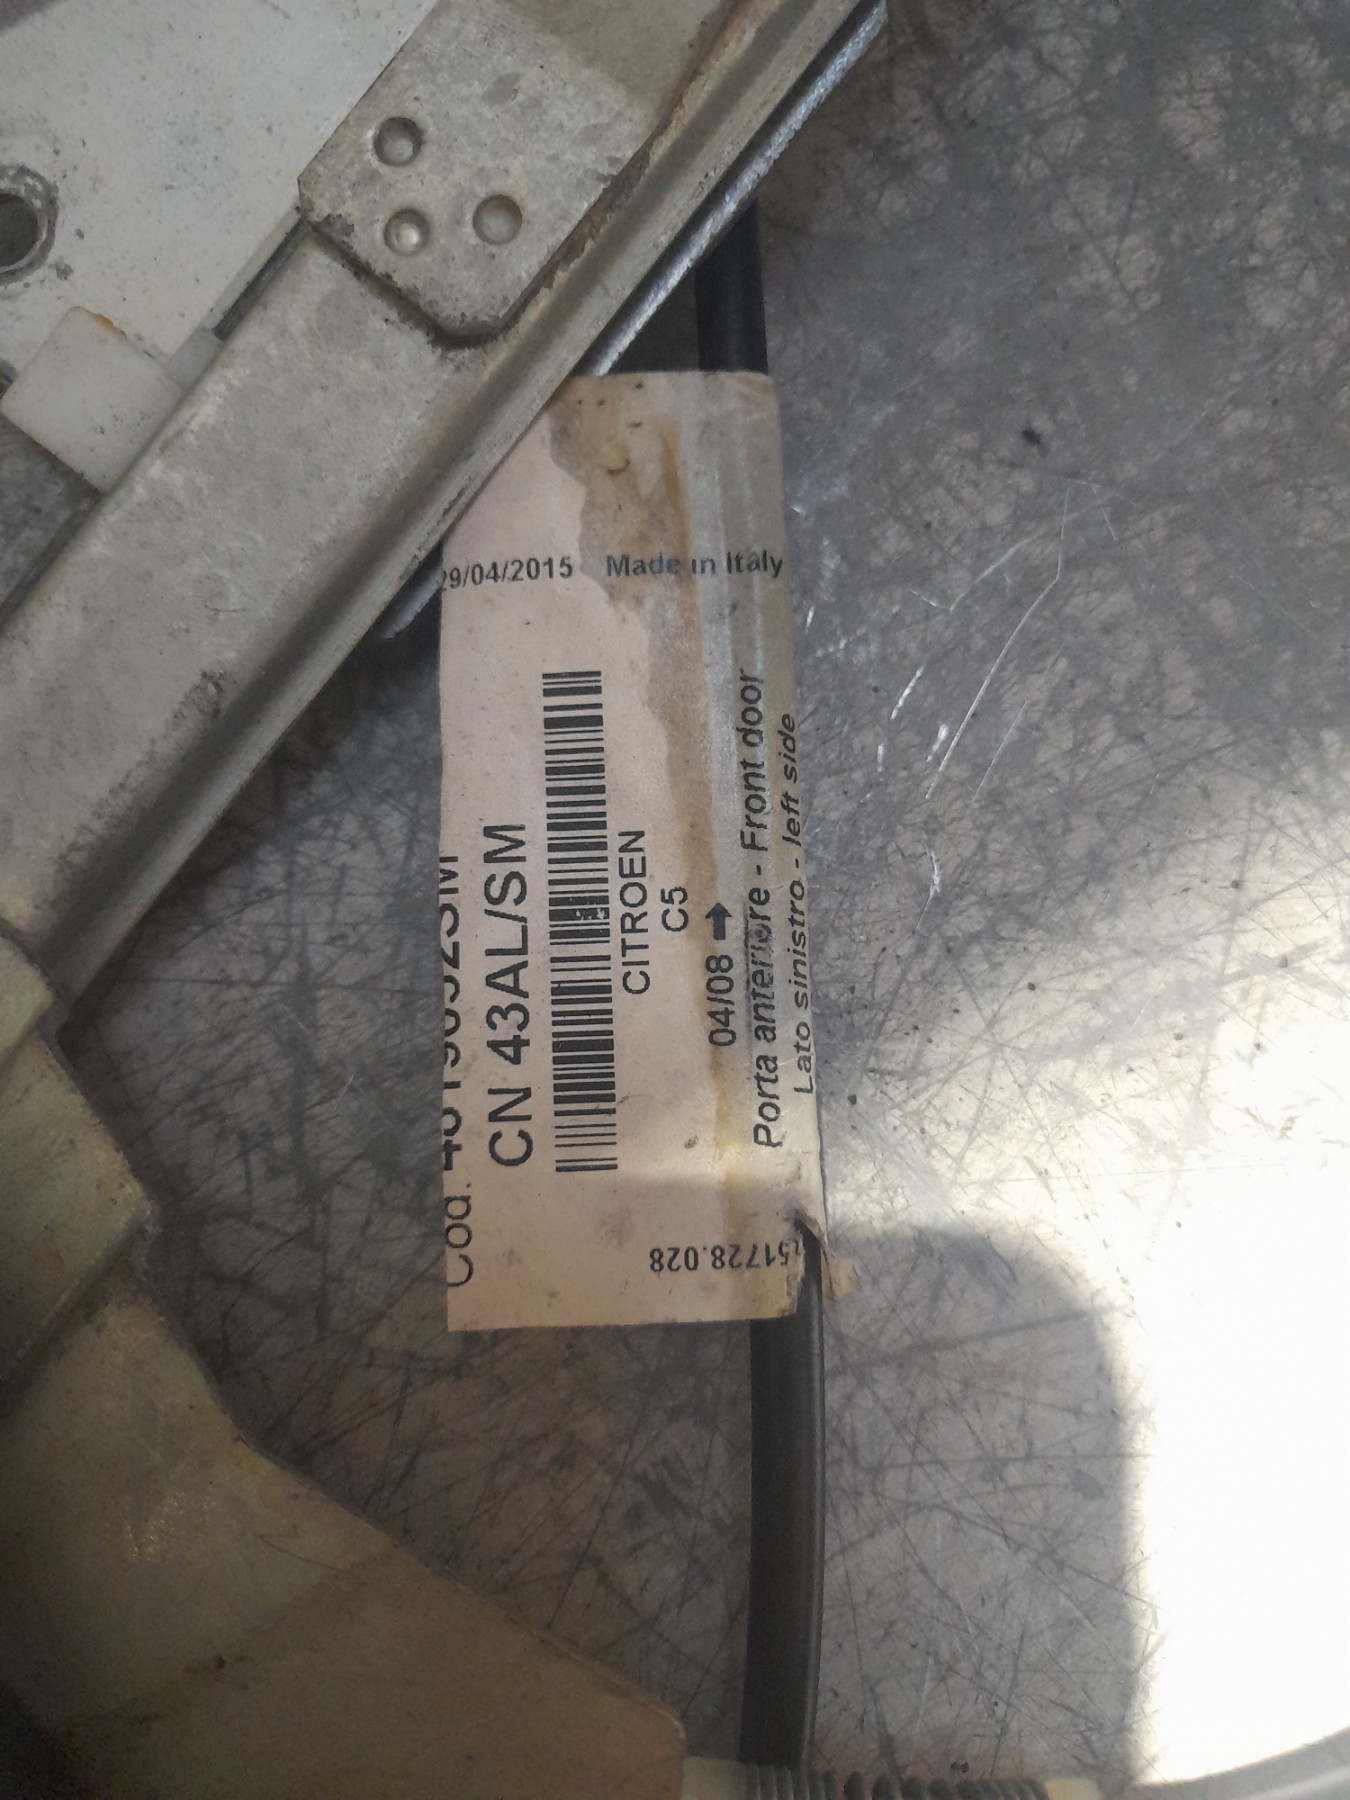 29/04/2015 Made in Italy
CN 43AL/SM
CITROEN
C5
04/08 →
Porta anteriore - Front door
Lato sinistro - left side
51728.028